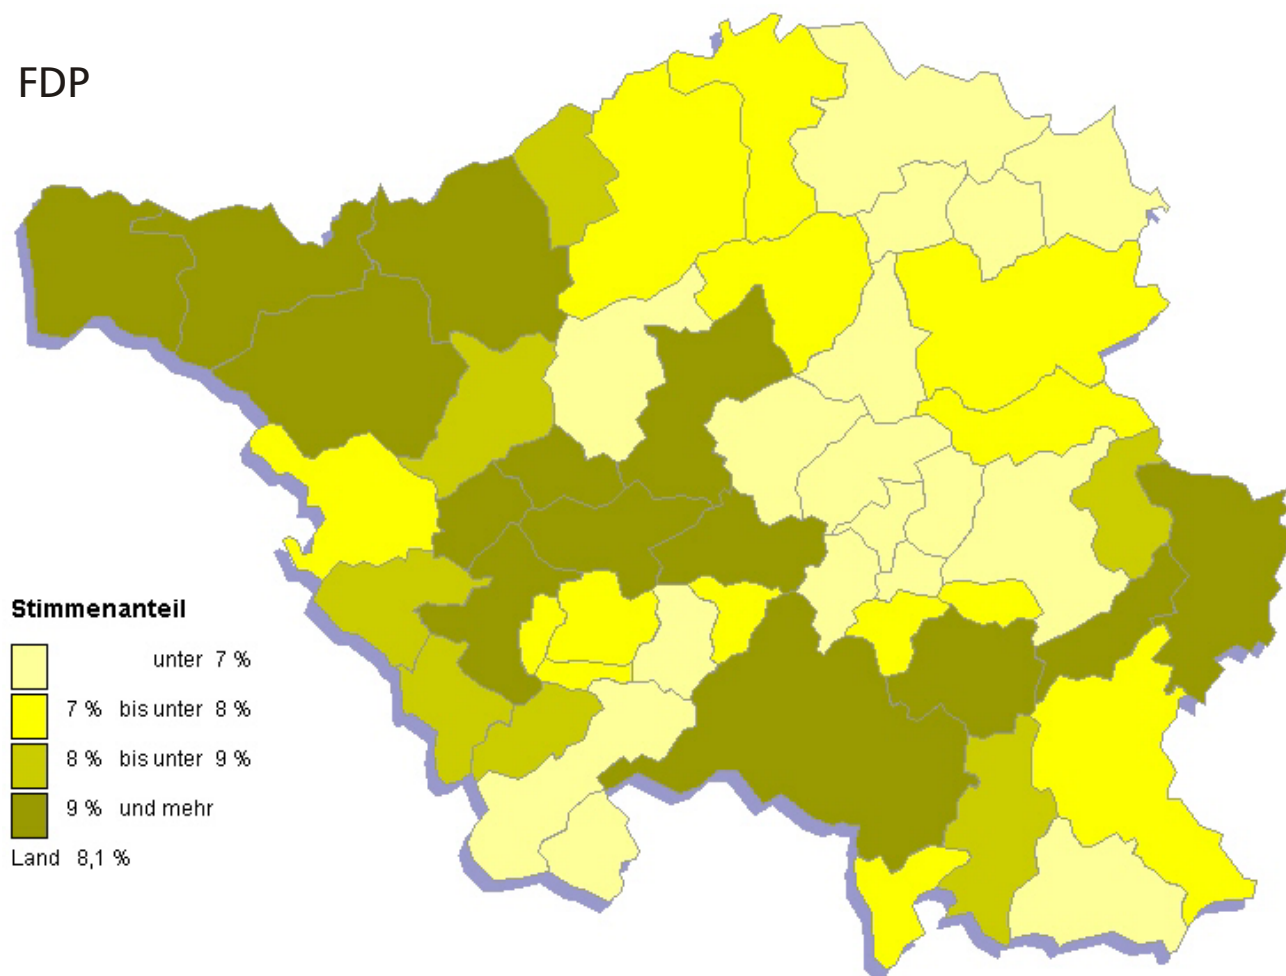 FDP
Stimmenanteil
unter 7 %
7 % bis unter 8 %
8 % bis unter 9 %
9 % und mehr
Land 8,1 %